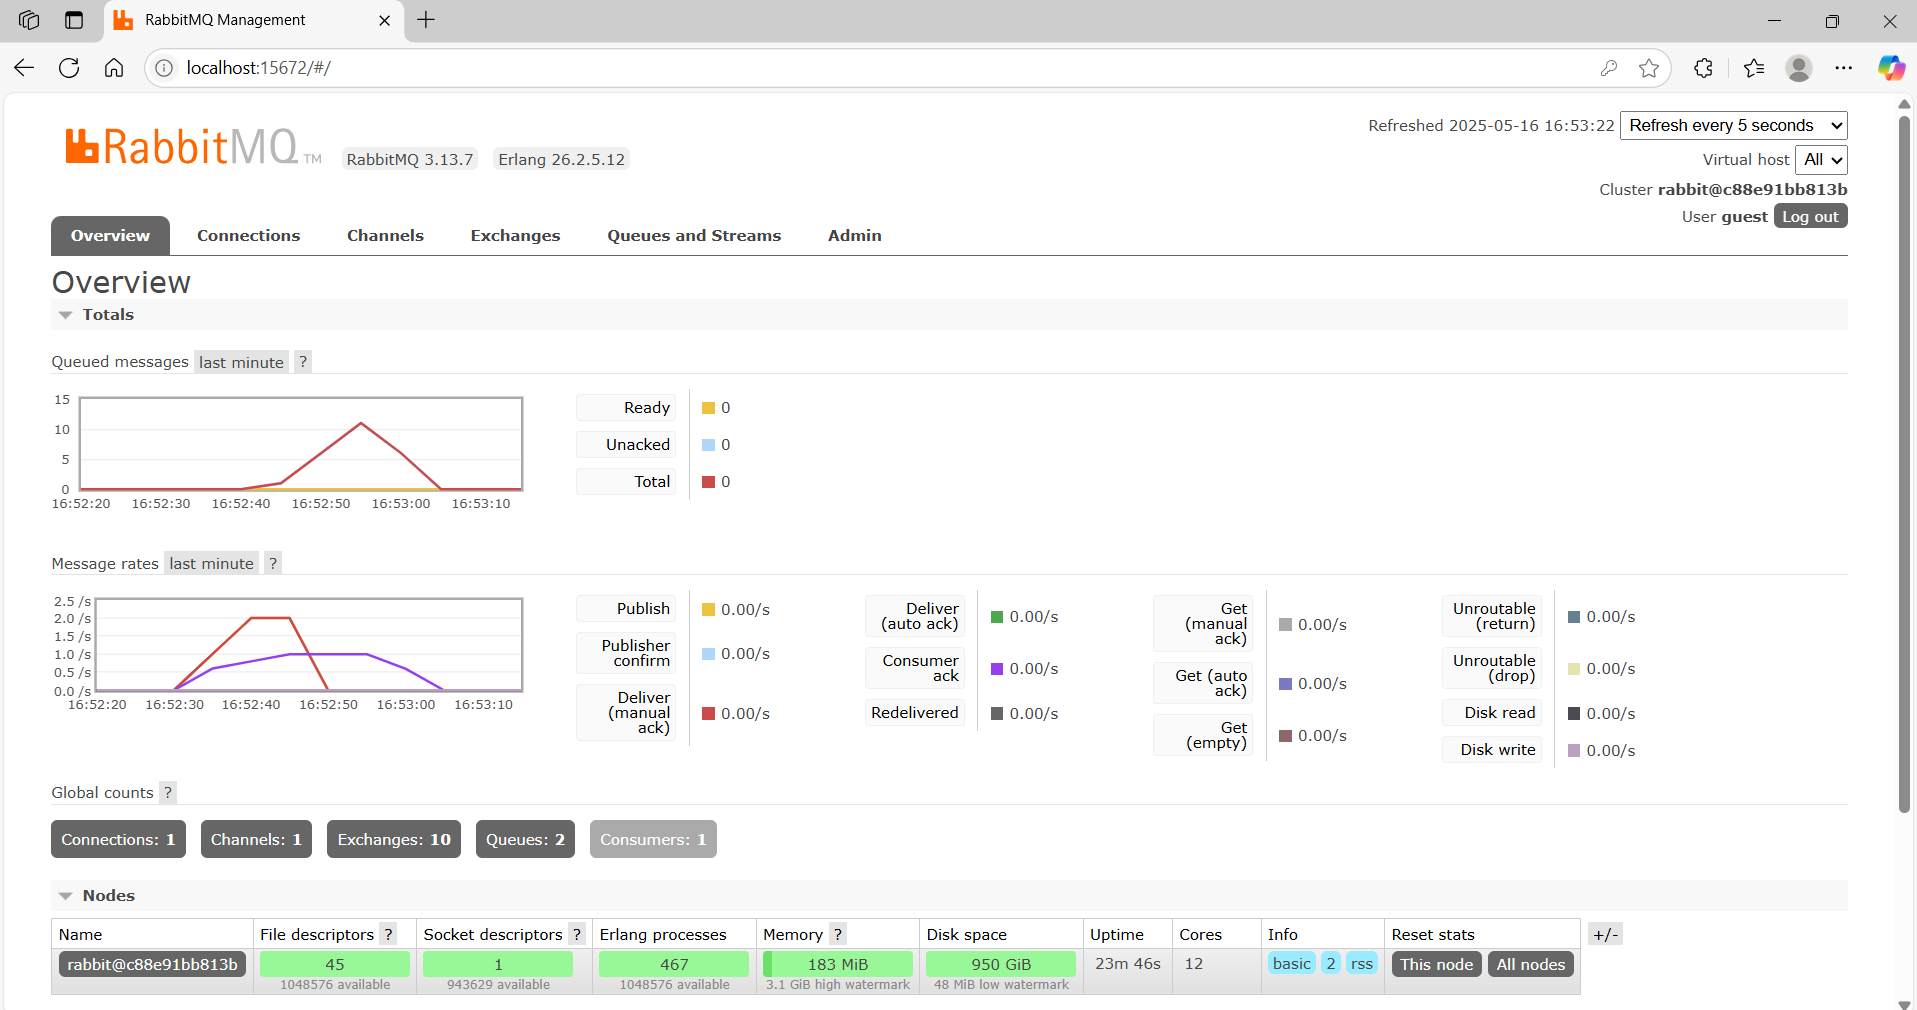 RabbitMQ Management
localhost:15672/#/
RabbitMQ TM RabbitMQ 3.13.7 Erlang 26.2.5.12
Refreshed 2025-05-16 16:53:22 Refresh every 5 seconds
Virtual host All
Cluster rabbit@c88e91bb813b
User guest Log out
Overview Connections Channels Exchanges Queues and Streams Admin
Overview
Totals
Queued messages last minute ?
15
10
5
0
16:52:20 16:52:30 16:52:40 16:52:50 16:53:00 16:53:10
Ready 0
Unacked 0
Total 0
Message rates last minute ?
2.5 /s
2.0 /s
1.5 /s
1.0 /s
0.5 /s
0.0 /s
16:52:20 16:52:30 16:52:40 16:52:50 16:53:00 16:53:10
Publish 0.00/s
Publisher
confirm 0.00/s
Deliver
(manual
ack) 0.00/s
Deliver
(auto ack) 0.00/s
Consumer
ack 0.00/s
Redelivered 0.00/s
Get
(manual
ack) 0.00/s
Get (auto
ack) 0.00/s
Get
(empty) 0.00/s
Unroutable
(return) 0.00/s
Unroutable
(drop) 0.00/s
Disk read 0.00/s
Disk write 0.00/s
Global counts ?
Connections: 1 Channels: 1 Exchanges: 10 Queues: 2 Consumers: 1
Nodes
Name File descriptors ? Socket descriptors ? Erlang processes Memory ? Disk space Uptime Cores Info Reset stats +/-
rabbit@c88e91bb813b 45 1 467 183 MiB 950 GiB 23m 46s 12 basic 2 rss This node All nodes
1048576 available 943629 available 1048576 available 3.1 GiB high watermark 48 MiB low watermark